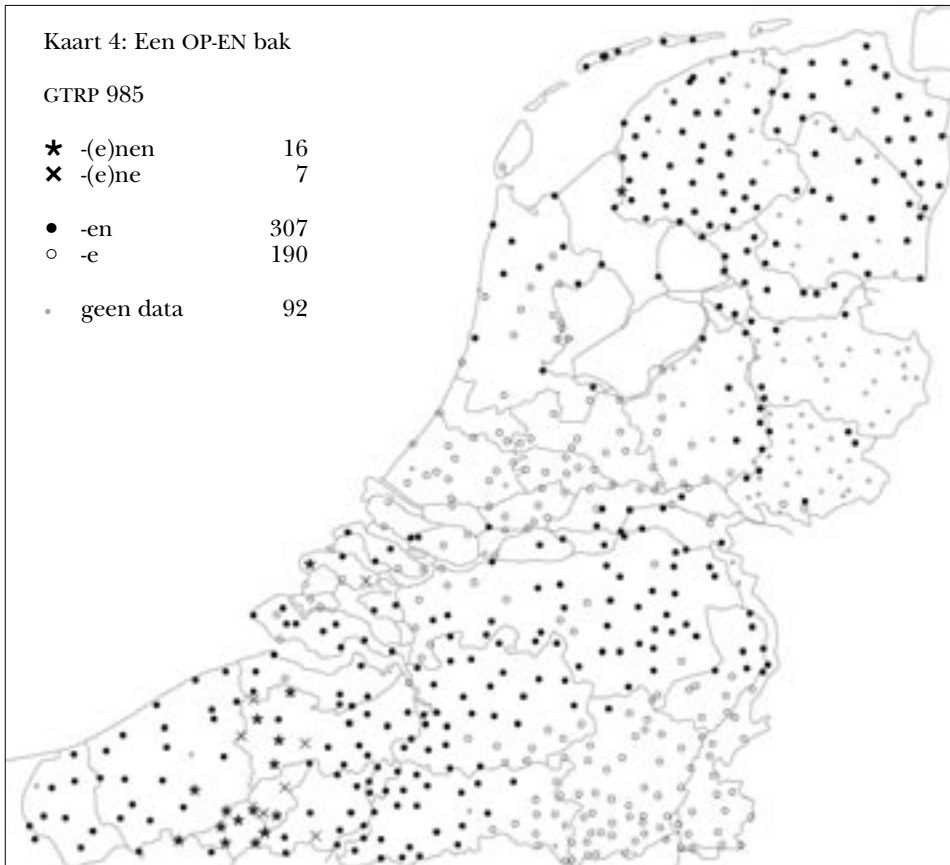 Kaart 4: Een OP-EN bak
GTRP 985
-(e)nen 16
-(e)ne 7
-en 307
-e 190
geen data 92